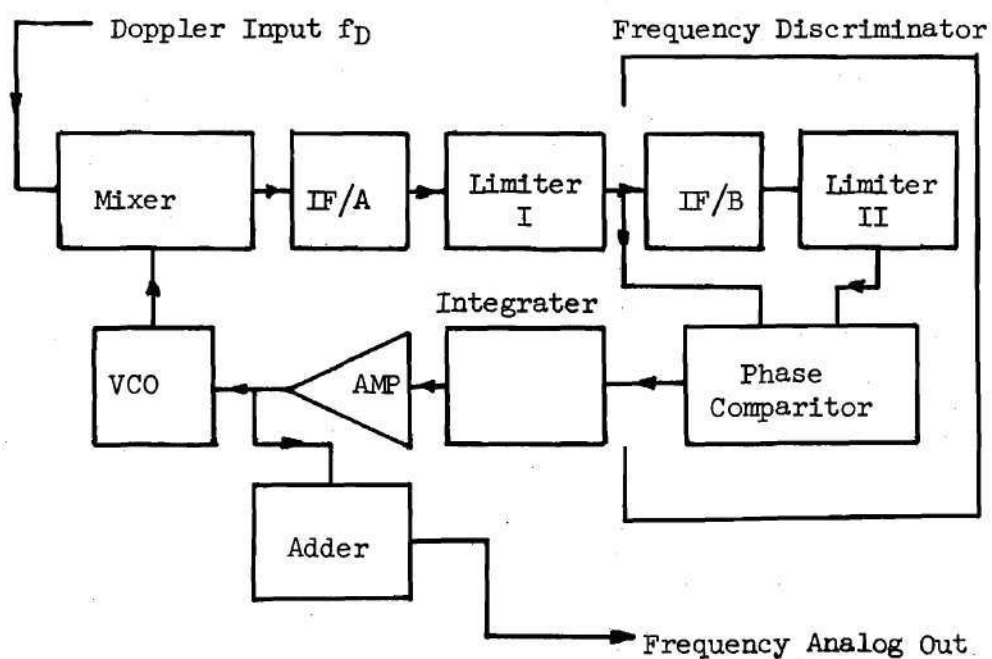 Doppler Input fD
Frequency Discriminator
Mixer
IF/A
Limiter
I
IF/B
Limiter
II
Integrater
VCO
AMP
Phase
Comparitor
Adder
Frequency Analog Out